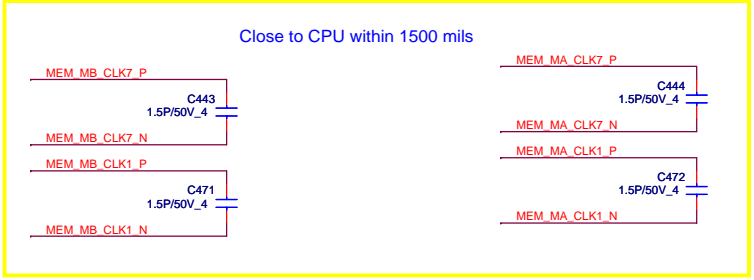 Close to CPU within 1500 mils
MEM_MB_CLK7_P
C443
1.5P/50V_4
MEM_MB_CLK7_N
MEM_MB_CLK1_P
C471
1.5P/50V_4
MEM_MB_CLK1_N
MEM_MA_CLK7_P
C444
1.5P/50V_4
MEM_MA_CLK7_N
MEM_MA_CLK1_P
C472
1.5P/50V_4
MEM_MA_CLK1_N